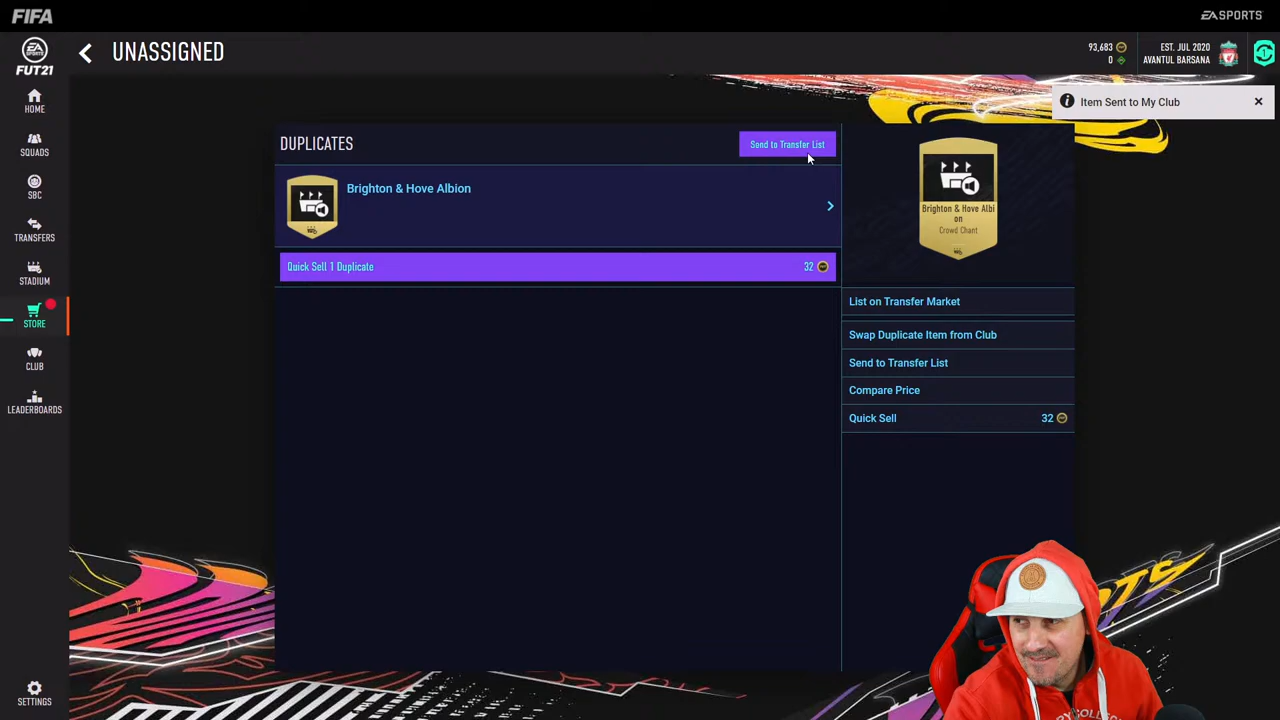 FIFA
EA SPORTS
EA SPORTS
FUT21
UNASSIGNED
93,683
0
EST. JUL 2020
AVANTUL BARSANA
Item Sent to My Club
HOME
SQUADS
SBC
TRANSFERS
STADIUM
STORE
CLUB
LEADERBOARDS
SETTINGS
DUPLICATES
Send to Transfer List
Brighton & Hove Albion
Quick Sell 1 Duplicate
32
Brighton & Hove Albi
on
Crowd Chant
List on Transfer Market
Swap Duplicate Item from Club
Send to Transfer List
Compare Price
Quick Sell
32